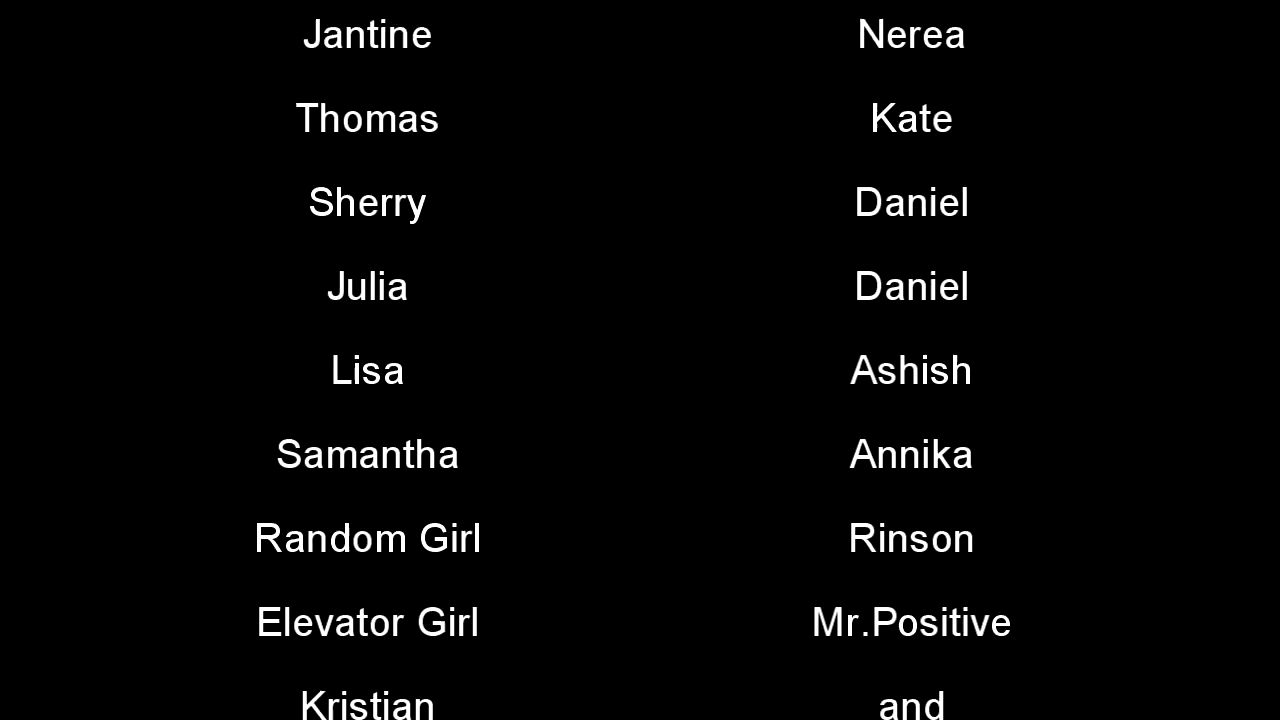 Jantine Nerea
Thomas Kate
Sherry Daniel
Julia Daniel
Lisa Ashish
Samantha Annika
Random Girl Rinson
Elevator Girl Mr.Positive
Kristian and